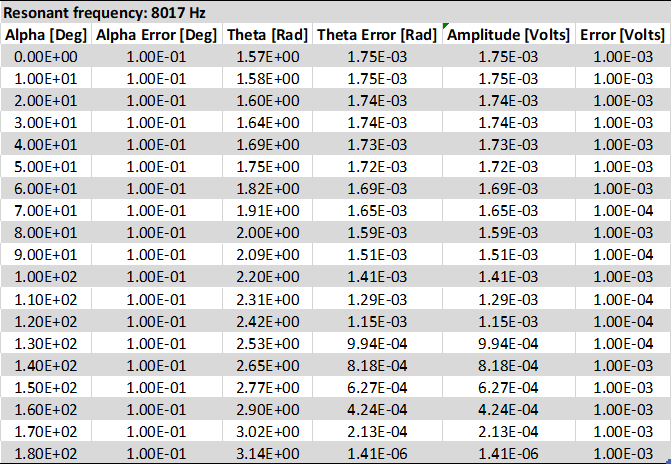 Resonant frequency: 8017 Hz
Alpha [Deg] Alpha Error [Deg] Theta [Rad] Theta Error [Rad] Amplitude [Volts] Error [Volts]
0.00E+00 1.00E-01 1.57E+00 1.75E-03 1.75E-03 1.00E-03
1.00E+01 1.00E-01 1.58E+00 1.75E-03 1.75E-03 1.00E-03
2.00E+01 1.00E-01 1.60E+00 1.74E-03 1.74E-03 1.00E-03
3.00E+01 1.00E-01 1.64E+00 1.74E-03 1.74E-03 1.00E-03
4.00E+01 1.00E-01 1.69E+00 1.73E-03 1.73E-03 1.00E-03
5.00E+01 1.00E-01 1.75E+00 1.72E-03 1.72E-03 1.00E-03
6.00E+01 1.00E-01 1.82E+00 1.69E-03 1.69E-03 1.00E-03
7.00E+01 1.00E-01 1.91E+00 1.65E-03 1.65E-03 1.00E-04
8.00E+01 1.00E-01 2.00E+00 1.59E-03 1.59E-03 1.00E-03
9.00E+01 1.00E-01 2.09E+00 1.51E-03 1.51E-03 1.00E-04
1.00E+02 1.00E-01 2.20E+00 1.41E-03 1.41E-03 1.00E-03
1.10E+02 1.00E-01 2.31E+00 1.29E-03 1.29E-03 1.00E-04
1.20E+02 1.00E-01 2.42E+00 1.15E-03 1.15E-03 1.00E-04
1.30E+02 1.00E-01 2.53E+00 9.94E-04 9.94E-04 1.00E-04
1.40E+02 1.00E-01 2.65E+00 8.18E-04 8.18E-04 1.00E-03
1.50E+02 1.00E-01 2.77E+00 6.27E-04 6.27E-04 1.00E-03
1.60E+02 1.00E-01 2.90E+00 4.24E-04 4.24E-04 1.00E-03
1.70E+02 1.00E-01 3.02E+00 2.13E-04 2.13E-04 1.00E-03
1.80E+02 1.00E-01 3.14E+00 1.41E-06 1.41E-06 1.00E-03